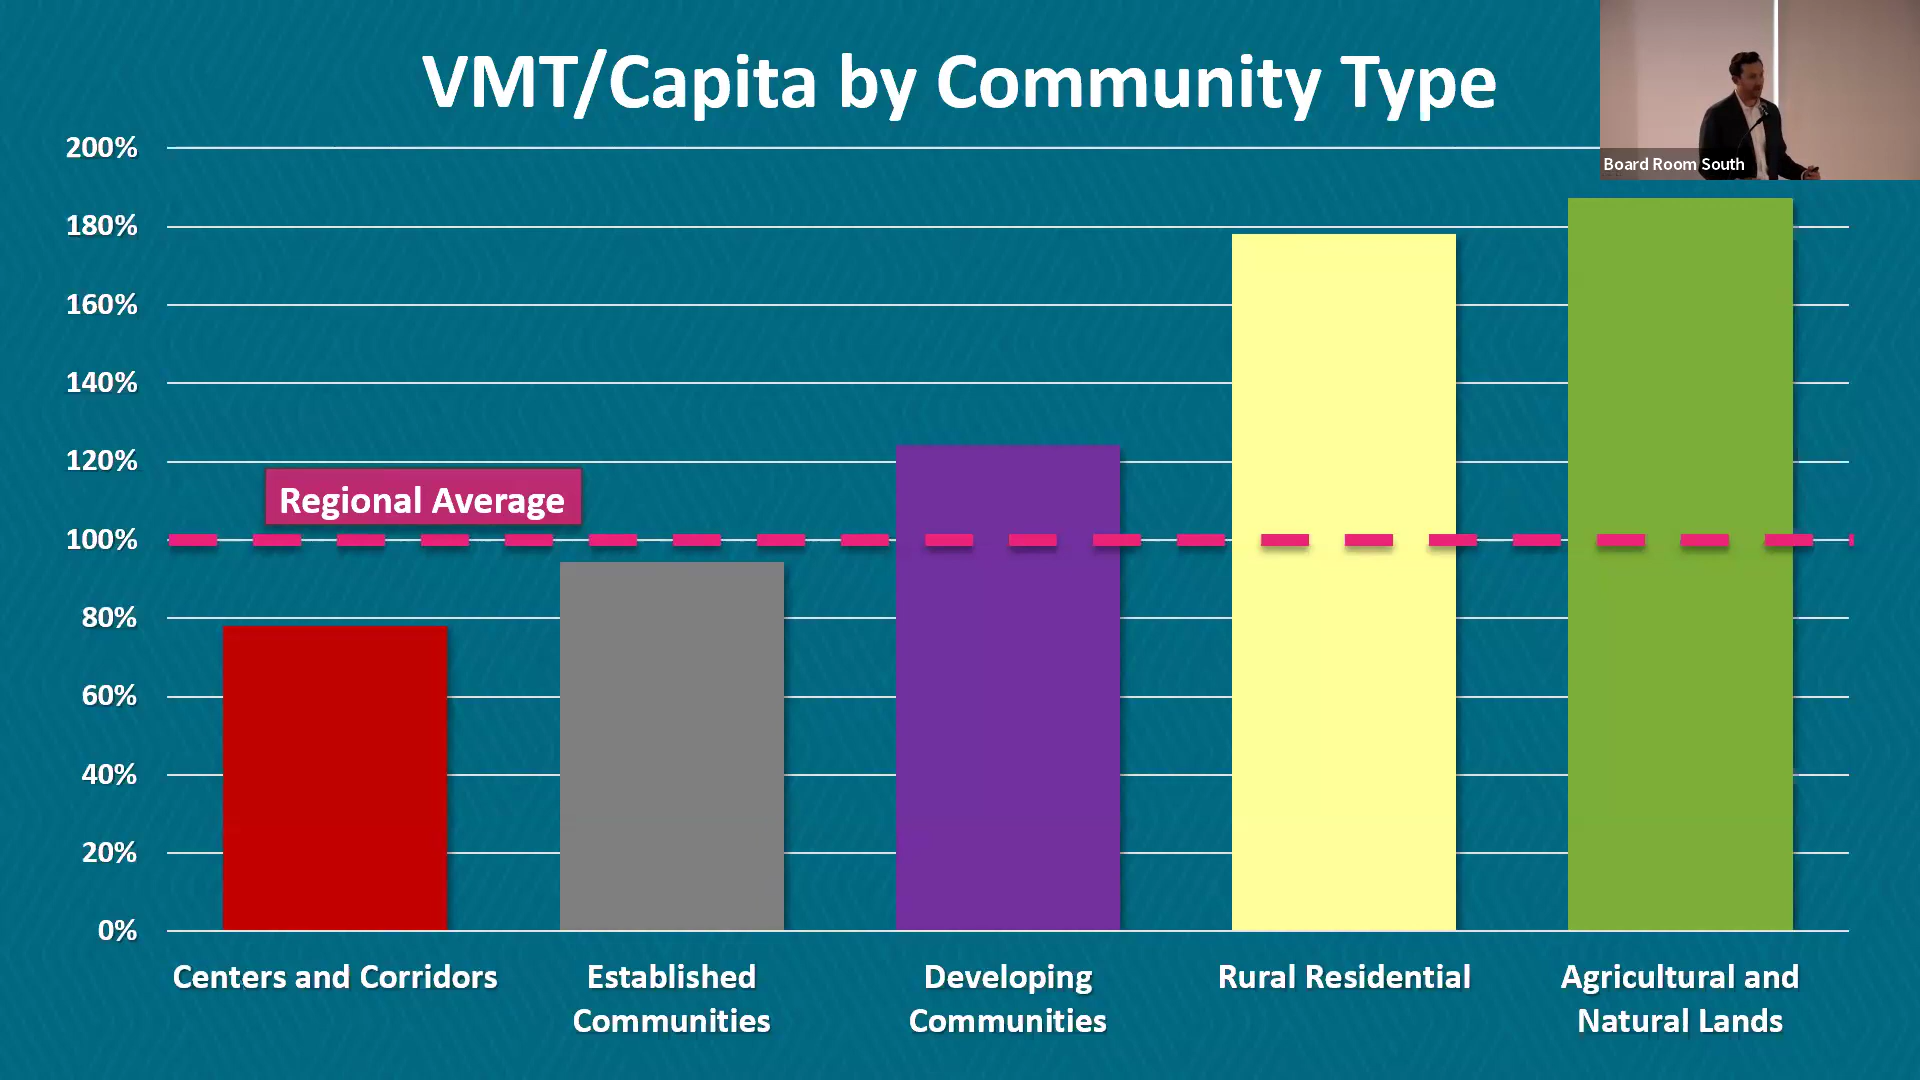 VMT/Capita by Community Type
Board Room South
200%
180%
160%
140%
120%
100%
80%
60%
40%
20%
0%
Regional Average
Centers and Corridors
Established
Communities
Developing
Communities
Rural Residential
Agricultural and
Natural Lands